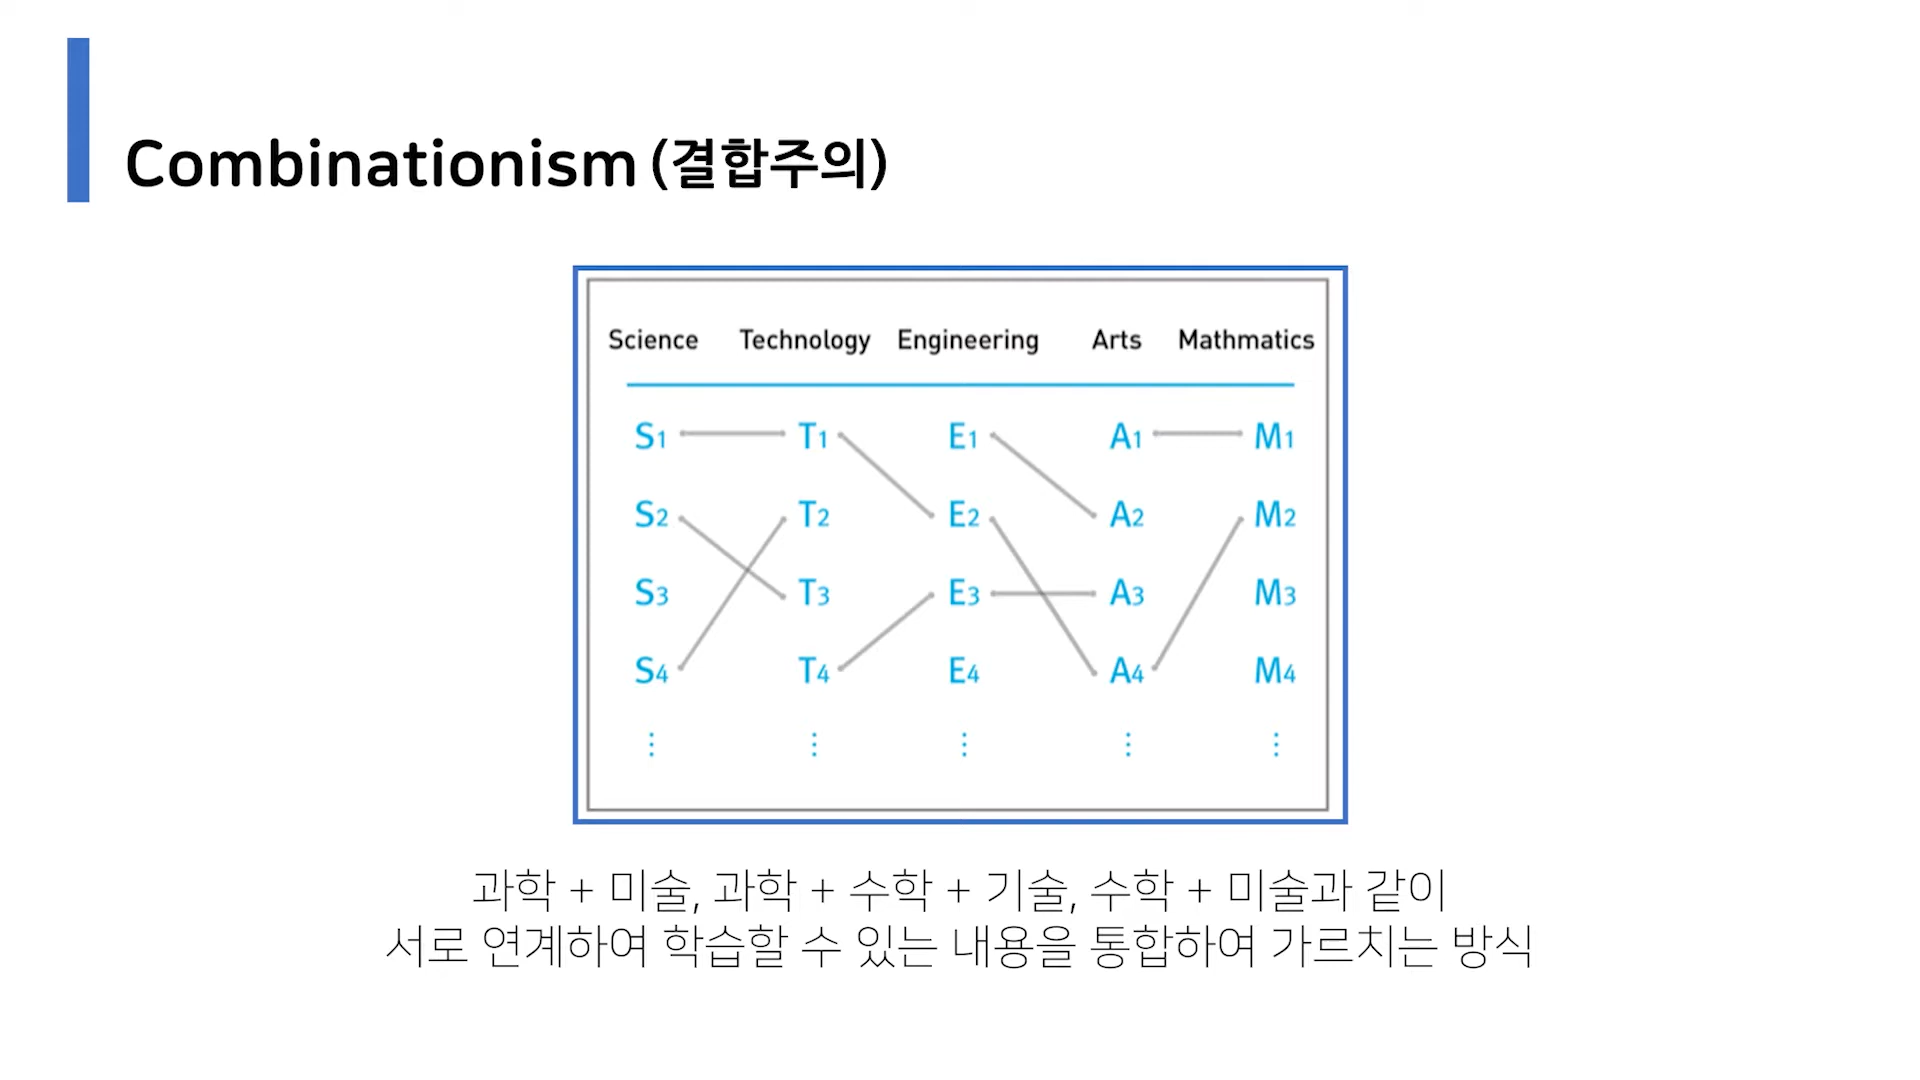 Combinationism (결합주의)
Science Technology Engineering Arts Mathmatics
S1 T1 E1 A1 M1
S2 T2 E2 A2 M2
S3 T3 E3 A3 M3
S4 T4 E4 A4 M4
⋮ ⋮ ⋮ ⋮ ⋮
과학 + 미술, 과학 + 수학 + 기술, 수학 + 미술과 같이
서로 연계하여 학습할 수 있는 내용을 통합하여 가르치는 방식